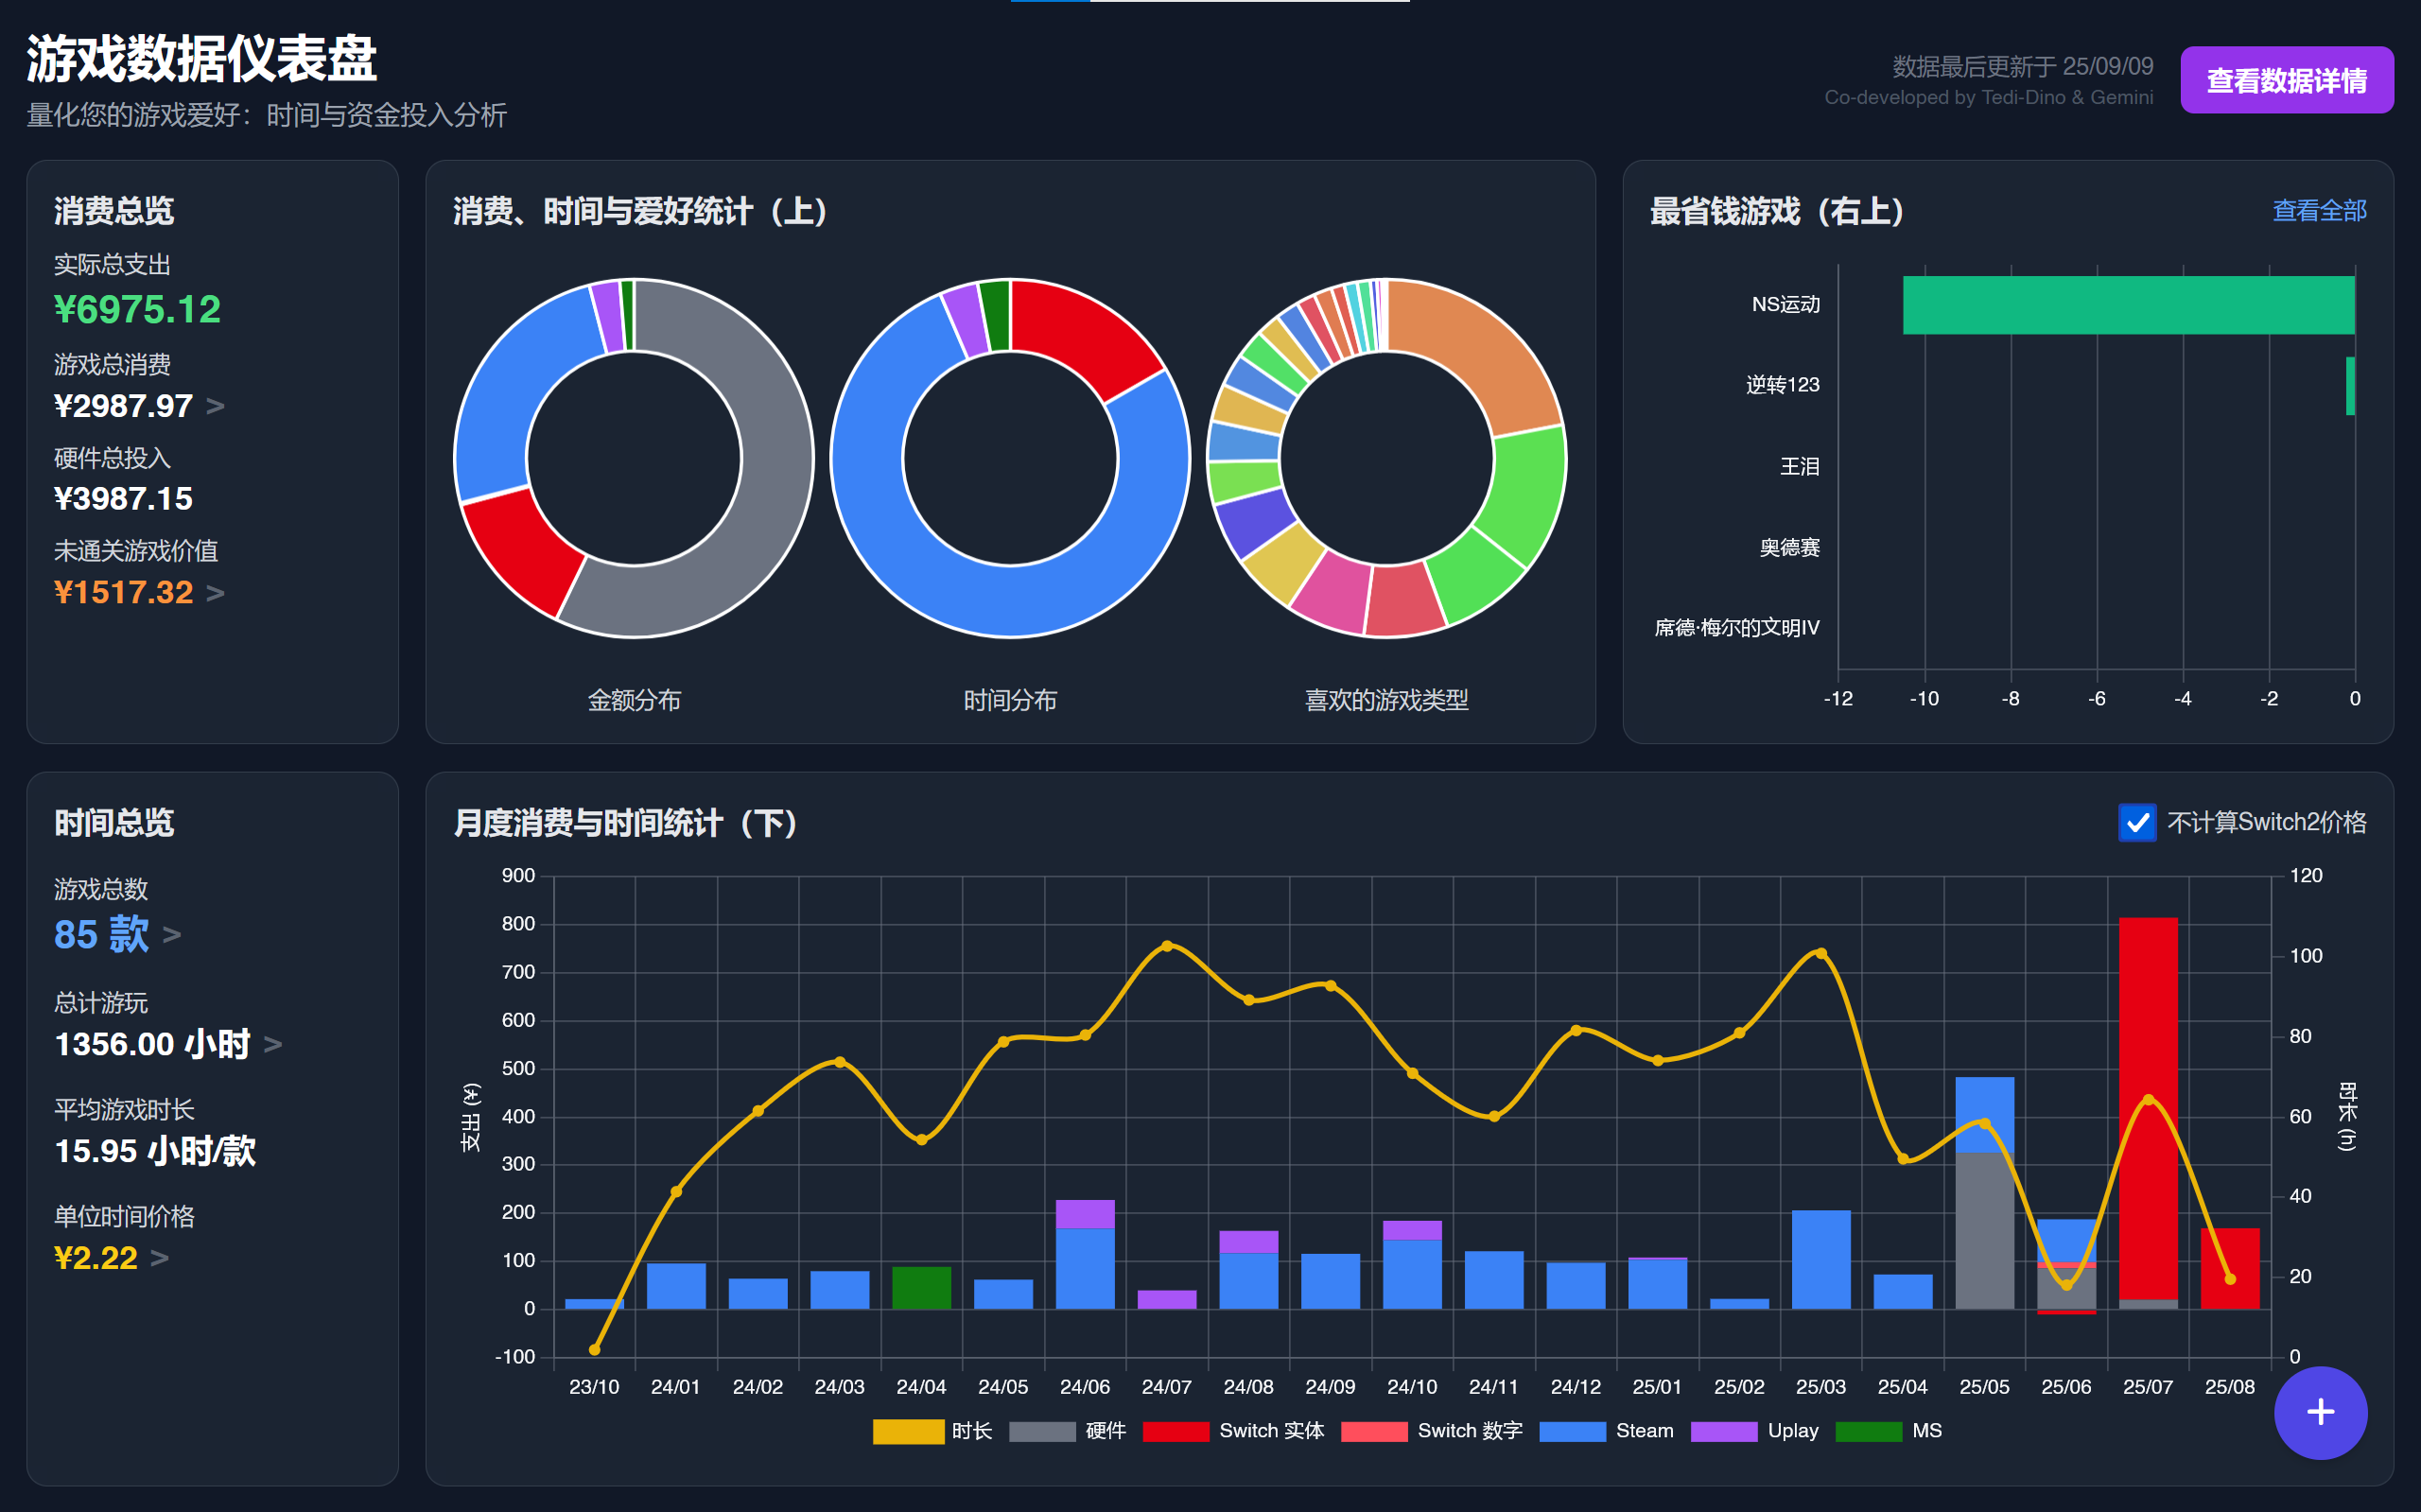 游戏数据仪表盘
量化您的游戏爱好：时间与资金投入分析
数据最后更新于 25/09/09
Co-developed by Tedi-Dino & Gemini
查看数据详情
消费总览
实际总支出
¥6975.12
游戏总消费
¥2987.97 >
硬件总投入
¥3987.15
未通关游戏价值
¥1517.32 >
消费、时间与爱好统计（上）
金额分布
时间分布
喜欢的游戏类型
最省钱游戏（右上）
查看全部
NS运动
逆转123
王泪
奥德赛
席德·梅尔的文明IV
-12 -10 -8 -6 -4 -2 0
时间总览
游戏总数
85 款 >
总计游玩
1356.00 小时 >
平均游戏时长
15.95 小时/款
单位时间价格
¥2.22 >
月度消费与时间统计（下）
不计算Switch2价格
支出 (¥)
900
800
700
600
500
400
300
200
100
0
-100
120
100
80
60
40
20
0
时长 (h)
23/10 24/01 24/02 24/03 24/04 24/05 24/06 24/07 24/08 24/09 24/10 24/11 24/12 25/01 25/02 25/03 25/04 25/05 25/06 25/07 25/08
时长 硬件 Switch 实体 Switch 数字 Steam Uplay MS
+